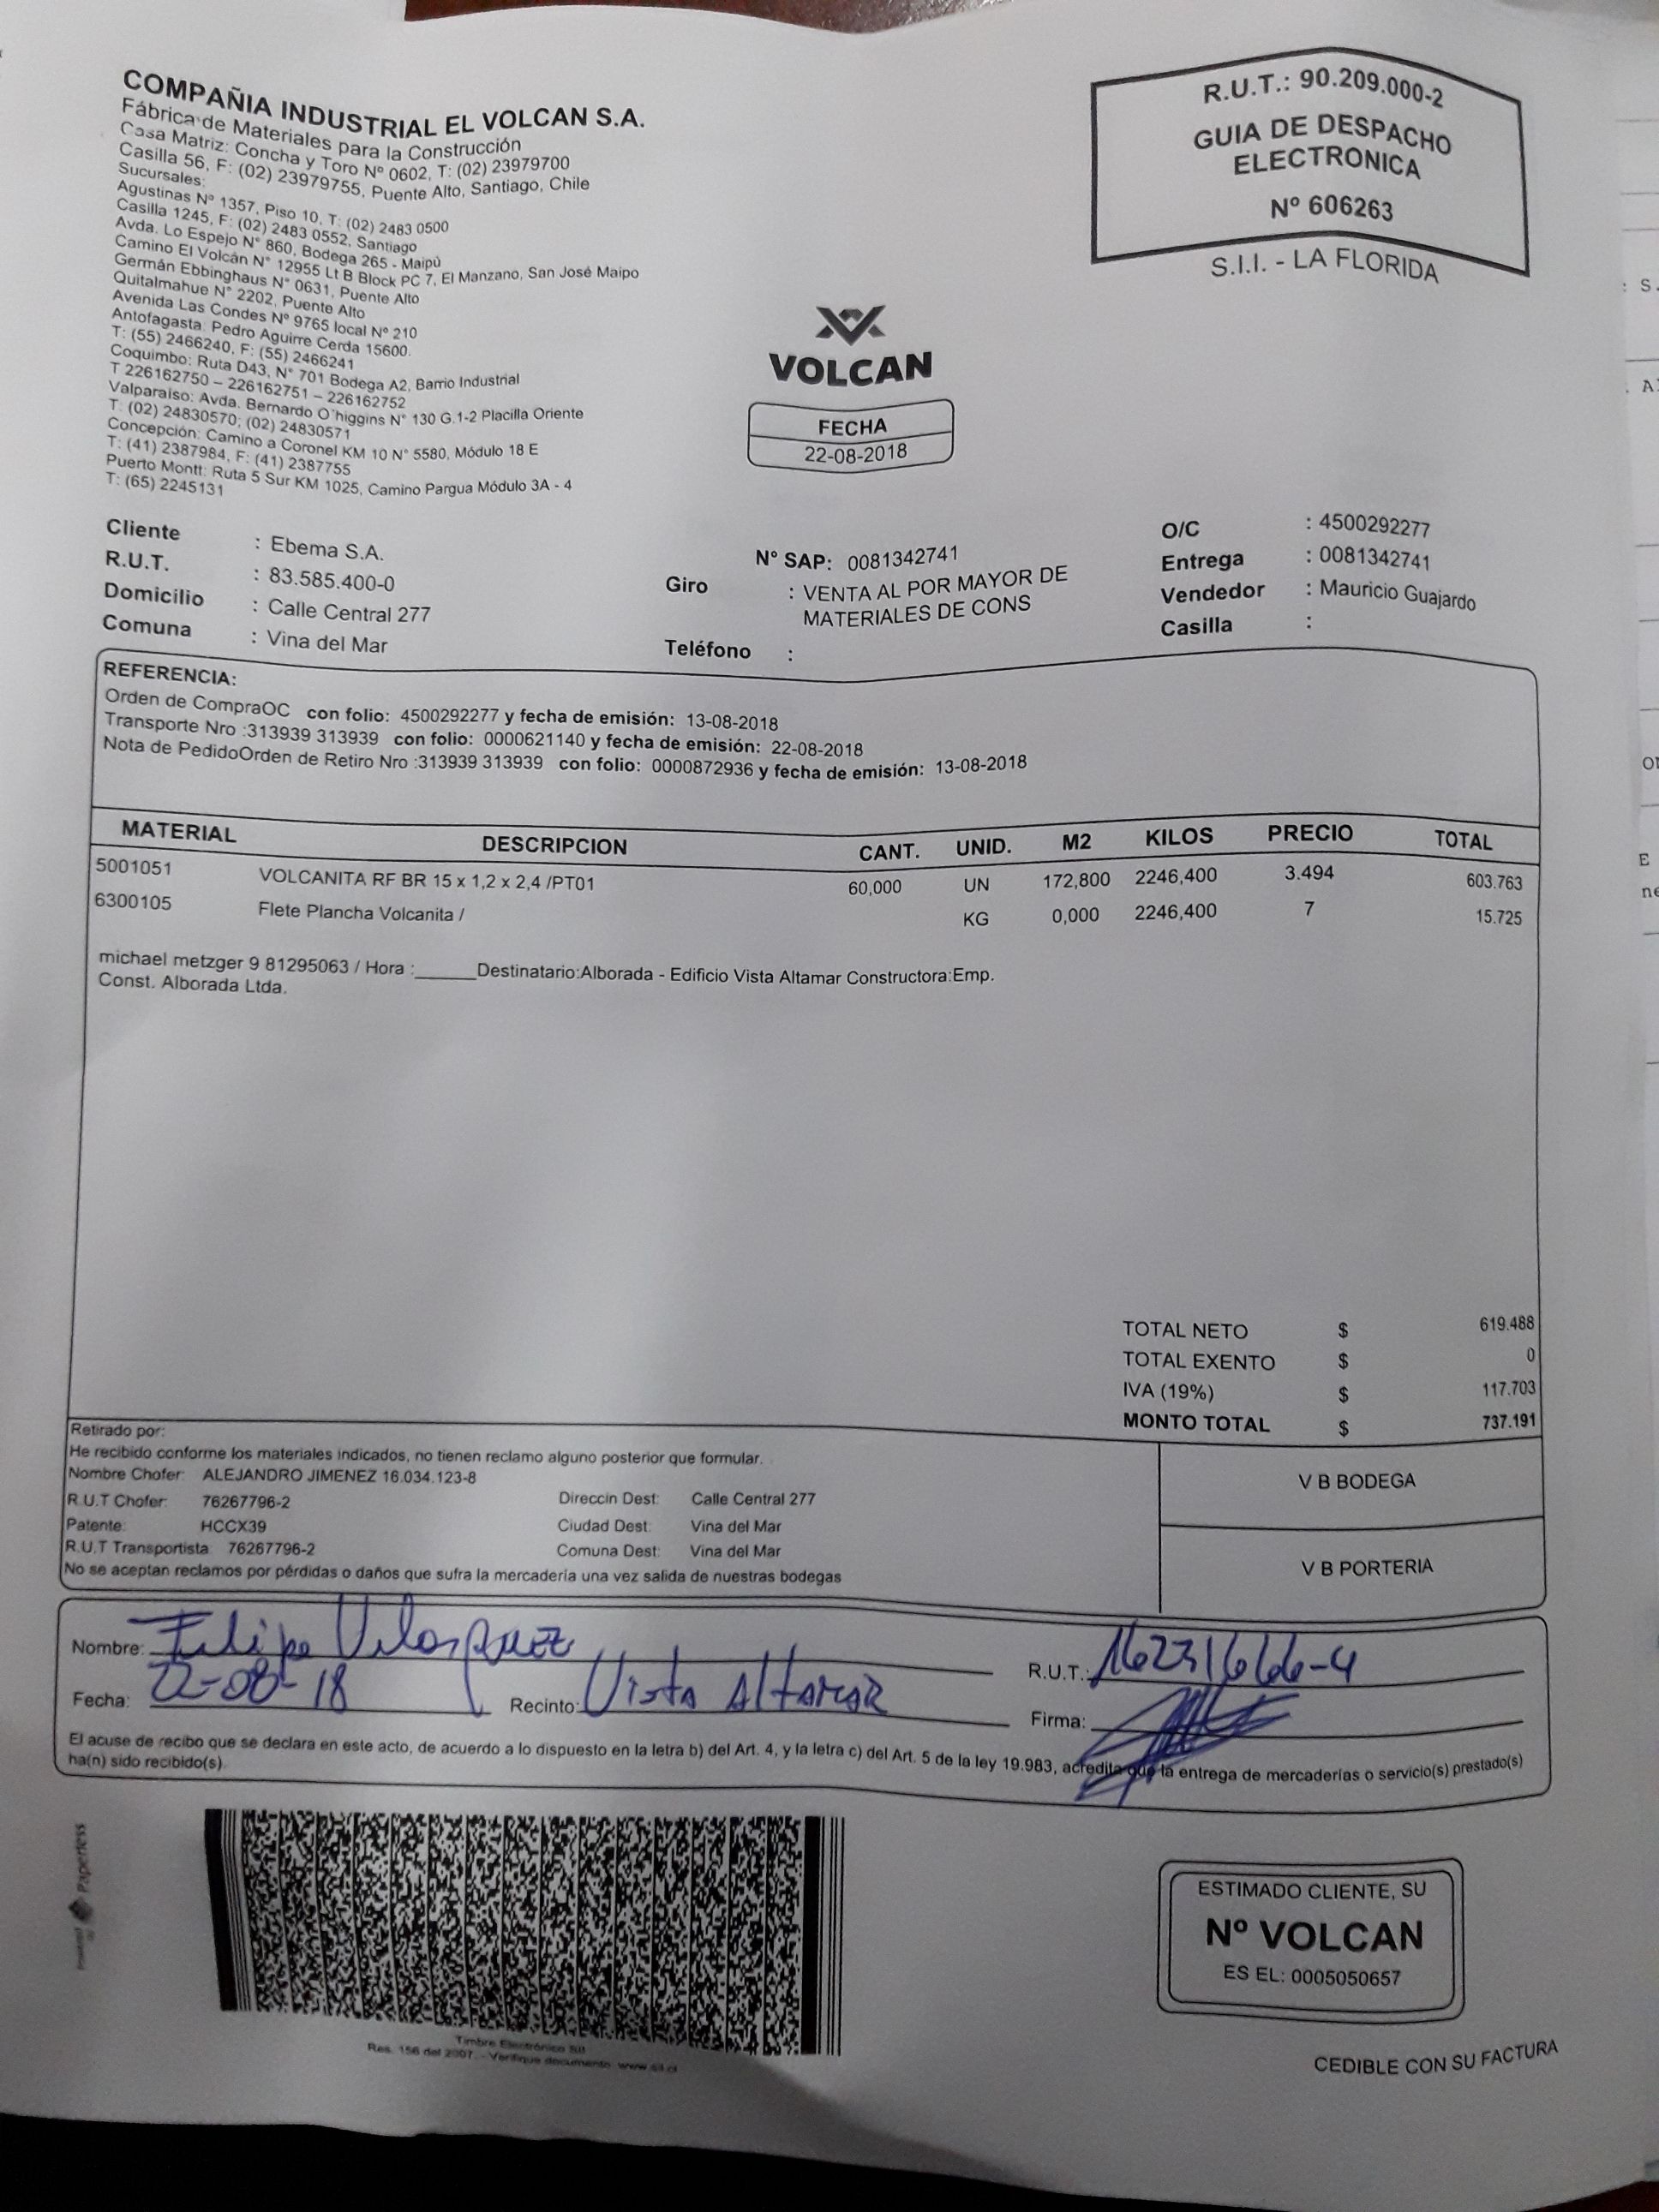 COMPAÑIA INDUSTRIAL EL VOLCAN S.A.
Fábrica de Materiales para la Construcción
Casa Matriz: Concha y Toro Nº 0602, T: (02) 23979700
Casilla 56, F: (02) 23979755, Puente Alto, Santiago, Chile
Sucursales:
Agustinas Nº 1357, Piso 10, T: (02) 2483 0500
Casilla 1245, F: (02) 2483 0552, Santiago
Avda. Lo Espejo N° 860, Bodega 265 - Maipú
Camino El Volcán N° 12955 Lt B Block PC 7, El Manzano, San José Maipo
Germán Ebbinghaus N° 0631, Puente Alto
Quitalmahue N° 2202, Puente Alto
Avenida Las Condes Nº 9765 local Nº 210
Antofagasta: Pedro Aguirre Cerda 15600.
T: (55) 2466240, F: (55) 2466241
Coquimbo: Ruta D43, N° 701 Bodega A2, Barrio Industrial
T 226162750 – 226162751 – 226162752
Valparaiso: Avda. Bernardo O´higgins N° 130 G.1-2 Placilla Oriente
T: (02) 24830570; (02) 24830571
Concepción: Camino a Coronel KM 10 N° 5580, Módulo 18 E
T: (41) 2387984, F: (41) 2387755
Puerto Montt: Ruta 5 Sur KM 1025, Camino Pargua Módulo 3A - 4
T: (65) 2245131
R.U.T.: 90.209.000-2
GUIA DE DESPACHO
ELECTRONICA
Nº 606263
S.I.I. - LA FLORIDA
VOLCAN
FECHA
22-08-2018
Cliente : Ebema S.A.
R.U.T. : 83.585.400-0
Domicilio : Calle Central 277
Comuna : Vina del Mar
Nº SAP: 0081342741
Giro : VENTA AL POR MAYOR DE
MATERIALES DE CONS
Teléfono :
O/C : 4500292277
Entrega : 0081342741
Vendedor : Mauricio Guajardo
Casilla :
REFERENCIA:
Orden de CompraOC con folio: 4500292277 y fecha de emisión: 13-08-2018
Transporte Nro :313939 313939 con folio: 0000621140 y fecha de emisión: 22-08-2018
Nota de PedidoOrden de Retiro Nro :313939 313939 con folio: 0000872936 y fecha de emisión: 13-08-2018
MATERIAL DESCRIPCION CANT. UNID. M2 KILOS PRECIO TOTAL
5001051 VOLCANITA RF BR 15 x 1,2 x 2,4 /PT01 60,000 UN 172,800 2246,400 3.494 603.763
6300105 Flete Plancha Volcanita / KG 0,000 2246,400 7 15.725
michael metzger 9 81295063 / Hora :______Destinatario:Alborada - Edificio Vista Altamar Constructora:Emp.
Const. Alborada Ltda.
TOTAL NETO $ 619.488
TOTAL EXENTO $ 0
IVA (19%) $ 117.703
MONTO TOTAL $ 737.191
Retirado por:
He recibido conforme los materiales indicados, no tienen reclamo alguno posterior que formular.
Nombre Chofer: ALEJANDRO JIMENEZ 16.034.123-8
R.U.T Chofer: 76267796-2 Direccin Dest: Calle Central 277
Patente: HCCX39 Ciudad Dest: Vina del Mar
R.U.T Transportista 76267796-2 Comuna Dest: Vina del Mar
No se aceptan reclamos por pérdidas o daños que sufra la mercadería una vez salida de nuestras bodegas
V B BODEGA
V B PORTERIA
Nombre: Felipe Velasquez R.U.T.: 16231666-4
Fecha: 22-08-18 Recinto: Vista Altamar Firma:
El acuse de recibo que se declara en este acto, de acuerdo a lo dispuesto en la letra b) del Art. 4, y la letra c) del Art. 5 de la ley 19.983, acredita que la entrega de mercaderías o servicio(s) prestado(s)
ha(n) sido recibido(s).
Paperless
Timbre Electrónico SII
Res. 156 del 2007. - Verifique documento: www.sii.cl
ESTIMADO CLIENTE, SU
Nº VOLCAN
ES EL: 0005050657
CEDIBLE CON SU FACTURA